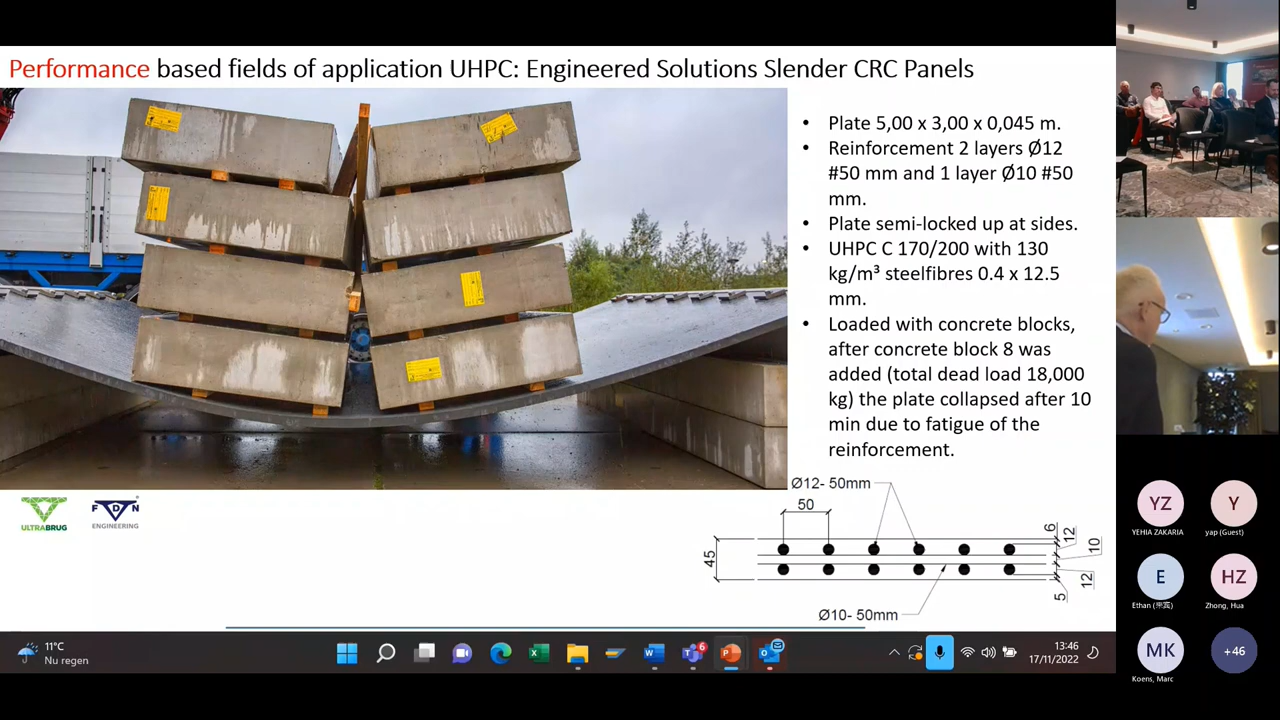 Performance based fields of application UHPC: Engineered Solutions Slender CRC Panels
• Plate 5,00 x 3,00 x 0,045 m.
• Reinforcement 2 layers Ø12
#50 mm and 1 layer Ø10 #50
mm.
• Plate semi-locked up at sides.
• UHPC C 170/200 with 130
kg/m³ steelfibres 0.4 x 12.5
mm.
• Loaded with concrete blocks,
after concrete block 8 was
added (total dead load 18,000
kg) the plate collapsed after 10
min due to fatigue of the
reinforcement.
ULTRABRUG
FDN
ENGINEERING
Ø12- 50mm
50
45
6
12
10
12
5
Ø10- 50mm
YZ
YEHIA ZAKARIA
Y
yap (Guest)
E
HZ
Zhong, Hua
MK
Koens, Marc
+46
11°C
Nu regen
6
13:46
17/11/2022